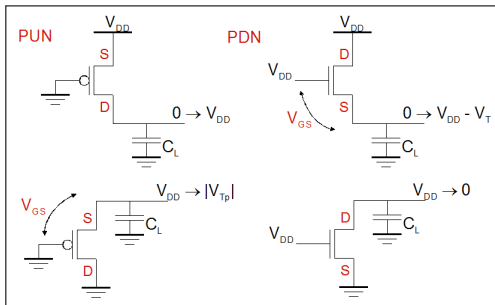 PUN
V_DD
S
D
0 → V_DD
C_L
PDN
V_DD
D
V_DD
S
V_GS
0 → V_DD - V_T
C_L
V_GS
S
D
V_DD → |V_Tp|
C_L
V_DD
D
S
V_DD → 0
C_L